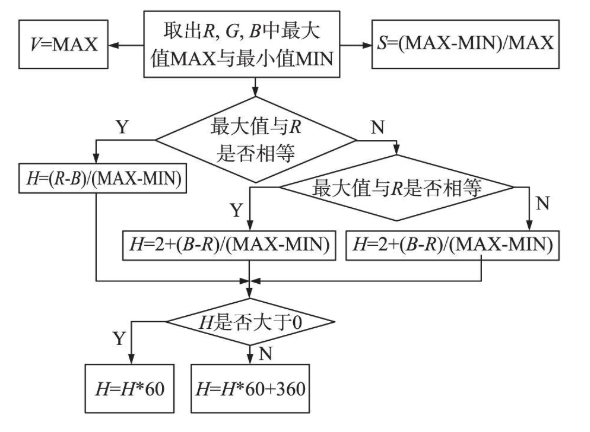 V=MAX
取出R, G, B中最大
值MAX与最小值MIN
S=(MAX-MIN)/MAX
最大值与R
是否相等
Y
N
H=(R-B)/(MAX-MIN)
最大值与R是否相等
Y
N
H=2+(B-R)/(MAX-MIN)
H=2+(B-R)/(MAX-MIN)
H是否大于0
Y
N
H=H*60
H=H*60+360